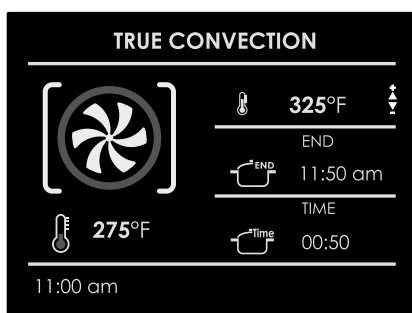 TRUE CONVECTION
325°F
END
END
11:50 am
275°F
TIME
Time
00:50
11:00 am